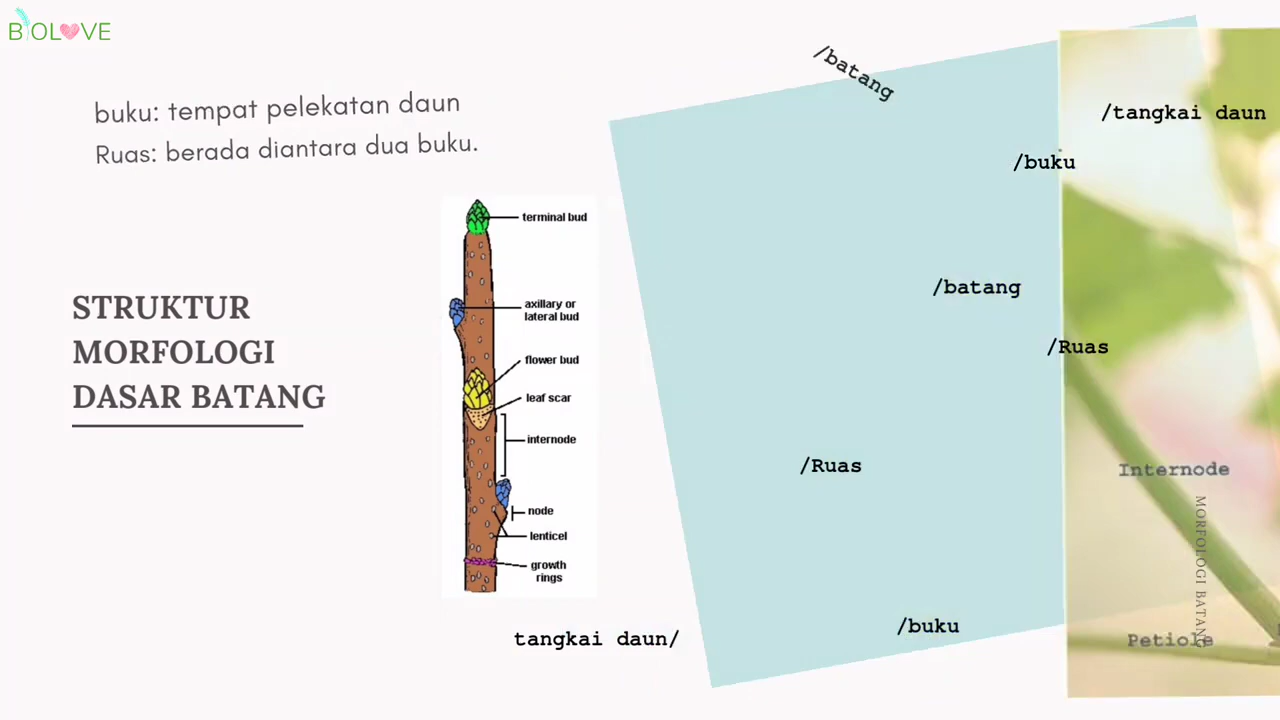 BIOLOVE
buku: tempat pelekatan daun
Ruas: berada diantara dua buku.
STRUKTUR
MORFOLOGI
DASAR BATANG
terminal bud
axillary or
lateral bud
flower bud
leaf scar
internode
node
lenticel
growth
rings
tangkai daun/
/batang
/tangkai daun
/buku
/batang
/Ruas
/Ruas
/buku
Internode
Petiole
MORFOLOGI BATANG